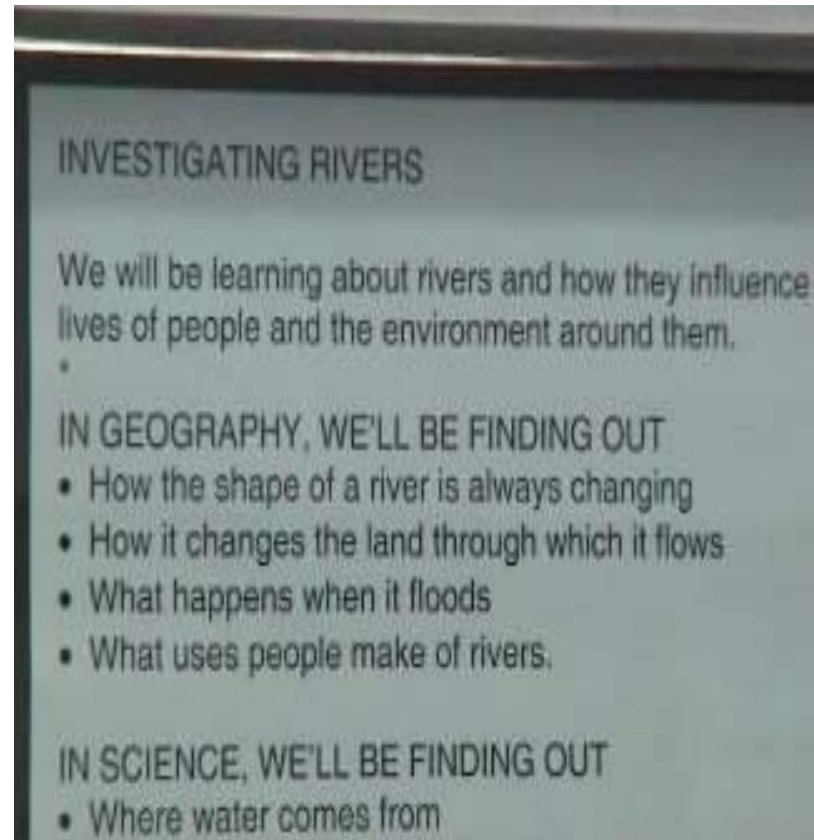 INVESTIGATING RIVERS
We will be learning about rivers and how they influence
lives of people and the environment around them.
•
IN GEOGRAPHY, WE'LL BE FINDING OUT
• How the shape of a river is always changing
• How it changes the land through which it flows
• What happens when it floods
• What uses people make of rivers.
IN SCIENCE, WE'LL BE FINDING OUT
• Where water comes from